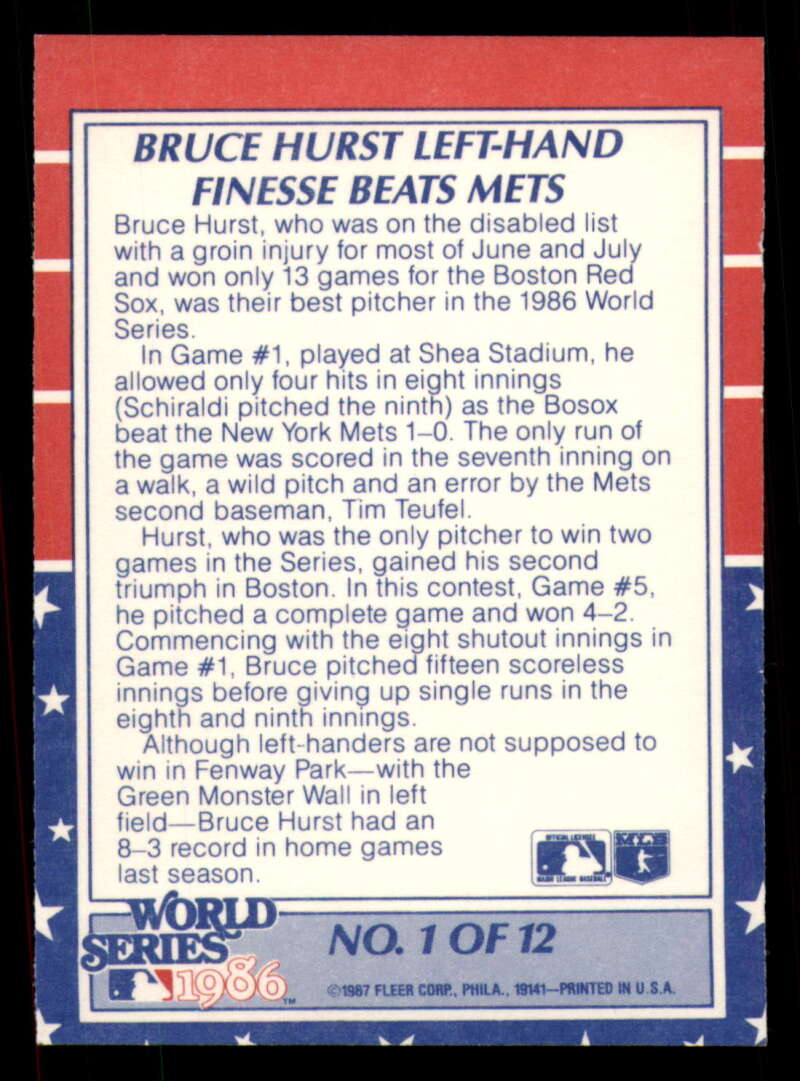 BRUCE HURST LEFT-HAND
FINESSE BEATS METS
Bruce Hurst, who was on the disabled list
with a groin injury for most of June and July
and won only 13 games for the Boston Red
Sox, was their best pitcher in the 1986 World
Series.
In Game #1, played at Shea Stadium, he
allowed only four hits in eight innings
(Schiraldi pitched the ninth) as the Bosox
beat the New York Mets 1–0. The only run of
the game was scored in the seventh inning on
a walk, a wild pitch and an error by the Mets
second baseman, Tim Teufel.
Hurst, who was the only pitcher to win two
games in the Series, gained his second
triumph in Boston. In this contest, Game #5,
he pitched a complete game and won 4–2.
Commencing with the eight shutout innings in
Game #1, Bruce pitched fifteen scoreless
innings before giving up single runs in the
eighth and ninth innings.
Although left-handers are not supposed to
win in Fenway Park—with the
Green Monster Wall in left
field—Bruce Hurst had an
8–3 record in home games
last season.
OFFICIAL LICENSEE
MAJOR LEAGUE BASEBALL
WORLD
SERIES
1986 ™
NO. 1 OF 12
©1987 FLEER CORP., PHILA., 19141—PRINTED IN U.S.A.